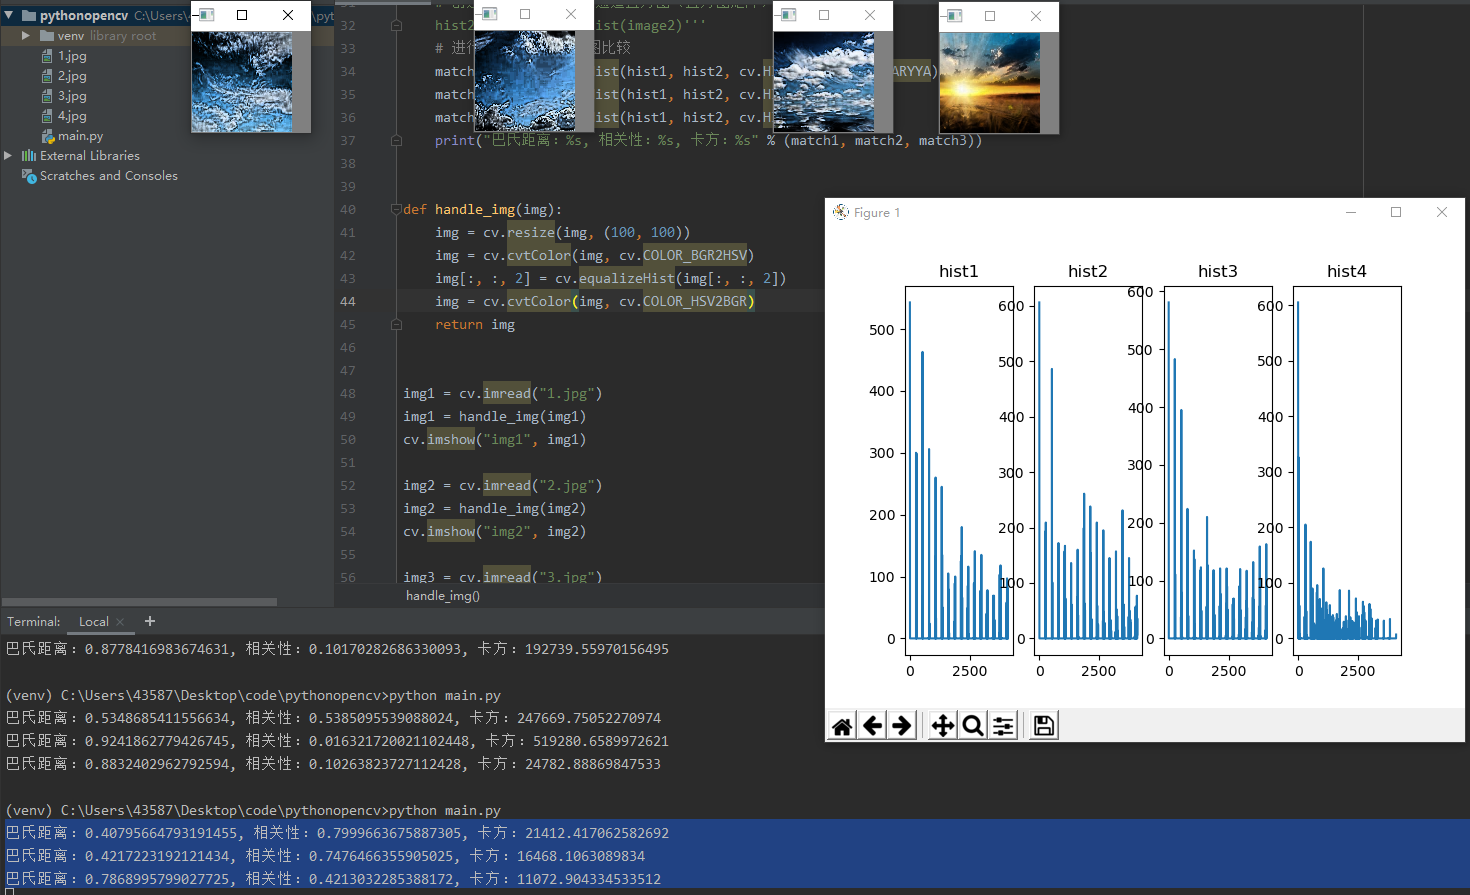 pythonopencv C:\Users\ \pyt
venv library root
1.jpg
2.jpg
3.jpg
4.jpg
main.py
External Libraries
Scratches and Consoles
32 hist2 ist(image2)'''
33 # 进行 图比较
34 match ist(hist1, hist2, cv.H ARYYA)
35 match ist(hist1, hist2, cv.H
36 match ist(hist1, hist2, cv.H
37 print("巴氏距离：%s, 相关性：%s, 卡方：%s" % (match1, match2, match3))
38
39
40 def handle_img(img):
41 img = cv.resize(img, (100, 100))
42 img = cv.cvtColor(img, cv.COLOR_BGR2HSV)
43 img[:, :, 2] = cv.equalizeHist(img[:, :, 2])
44 img = cv.cvtColor(img, cv.COLOR_HSV2BGR)
45 return img
46
47
48 img1 = cv.imread("1.jpg")
49 img1 = handle_img(img1)
50 cv.imshow("img1", img1)
51
52 img2 = cv.imread("2.jpg")
53 img2 = handle_img(img2)
54 cv.imshow("img2", img2)
55
56 img3 = cv.imread("3.jpg")
handle_img()
Figure 1
hist1 hist2 hist3 hist4
500
400
300
200
100
0
0 2500
600
500
400
300
200
100
0
0 2500
600
500
400
300
200
100
0
0 2500
600
500
400
300
200
100
0
0 2500
Terminal: Local × +
巴氏距离：0.8778416983674631, 相关性：0.10170282686330093, 卡方：192739.55970156495
(venv) C:\Users\43587\Desktop\code\pythonopencv>python main.py
巴氏距离：0.5348685411556634, 相关性：0.5385095539088024, 卡方：247669.75052270974
巴氏距离：0.9241862779426745, 相关性：0.016321720021102448, 卡方：519280.6589972621
巴氏距离：0.8832402962792594, 相关性：0.10263823727112428, 卡方：24782.88869847533
(venv) C:\Users\43587\Desktop\code\pythonopencv>python main.py
巴氏距离：0.40795664793191455, 相关性：0.7999663675887305, 卡方：21412.417062582692
巴氏距离：0.4217223192121434, 相关性：0.7476466355905025, 卡方：16468.1063089834
巴氏距离：0.7868995799027725, 相关性：0.4213032285388172, 卡方：11072.904334533512